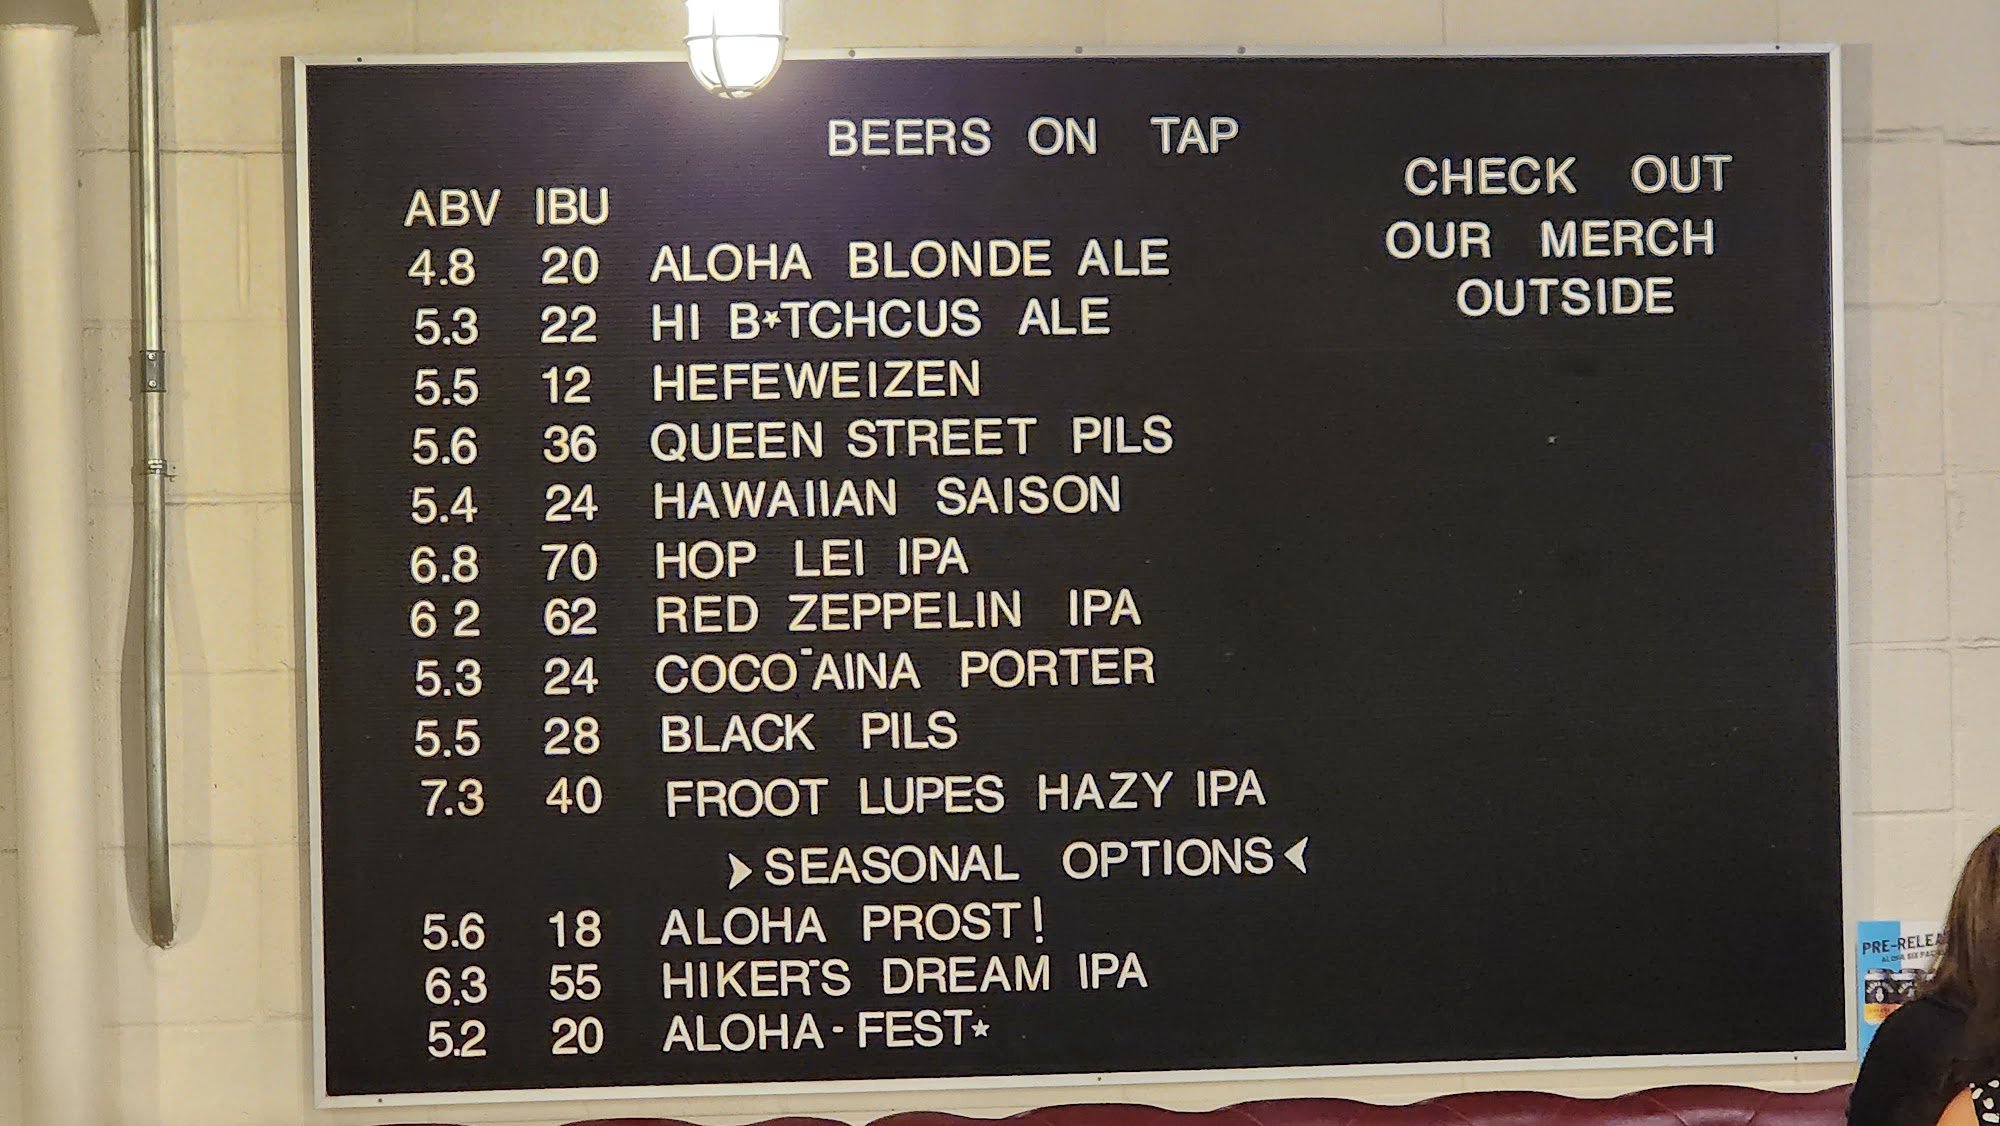 BEERS ON TAP
CHECK OUT
OUR MERCH
OUTSIDE
ABV IBU
4.8 20 ALOHA BLONDE ALE
5.3 22 HI B*TCHCUS ALE
5.5 12 HEFEWEIZEN
5.6 36 QUEEN STREET PILS
5.4 24 HAWAIIAN SAISON
6.8 70 HOP LEI IPA
6 2 62 RED ZEPPELIN IPA
5.3 24 COCO-AINA PORTER
5.5 28 BLACK PILS
7.3 40 FROOT LUPES HAZY IPA
>SEASONAL OPTIONS<
5.6 18 ALOHA PROST!
6.3 55 HIKER'S DREAM IPA
5.2 20 ALOHA-FEST*
PRE-RELEA